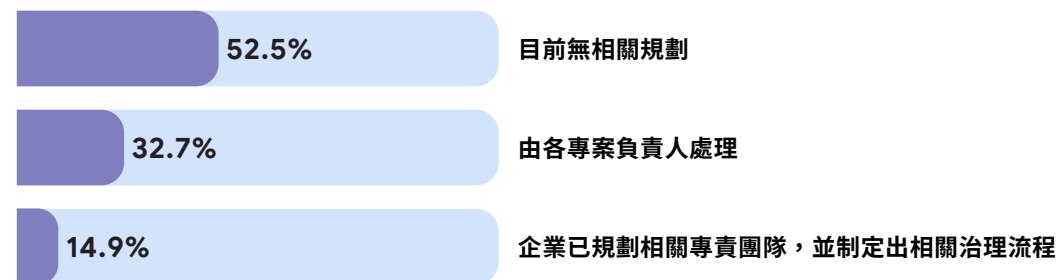 52.5% 目前無相關規劃
32.7% 由各專案負責人處理
14.9% 企業已規劃相關專責團隊，並制定出相關治理流程